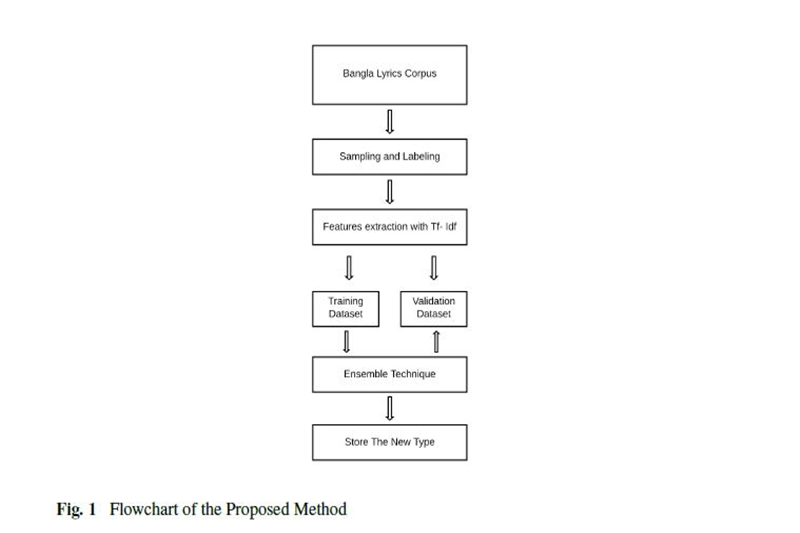 Bangla Lyrics Corpus
Sampling and Labeling
Features extraction with Tf- Idf
Training
Dataset
Validation
Dataset
Ensemble Technique
Store The New Type
Fig. 1 Flowchart of the Proposed Method